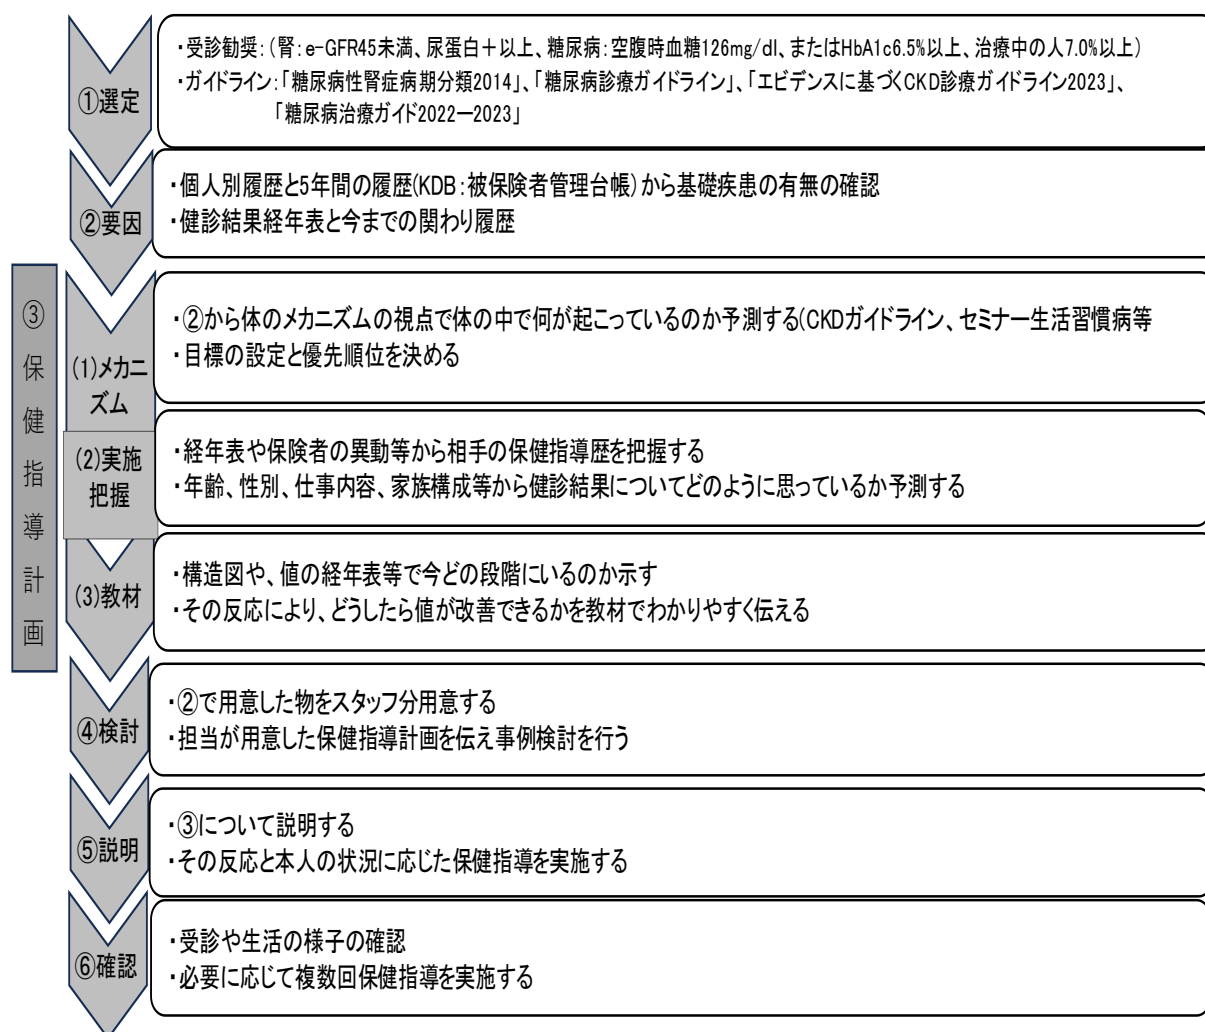 ①選定
・受診勧奨：（腎：e-GFR45未満、尿蛋白＋以上、糖尿病：空腹時血糖126mg/dl、またはHbA1c6.5%以上、治療中の人7.0%以上）
・ガイドライン：「糖尿病性腎症病期分類2014」、「糖尿病診療ガイドライン」、「エビデンスに基づくCKD診療ガイドライン2023」、
「糖尿病治療ガイド2022ー2023」
②要因
・個人別履歴と5年間の履歴(KDB：被保険者管理台帳)から基礎疾患の有無の確認
・健診結果経年表と今までの関わり履歴
③保健指導計画
(1)メカニ
ズム
・②から体のメカニズムの視点で体の中で何が起こっているのか予測する(CKDガイドライン、セミナー生活習慣病等
・目標の設定と優先順位を決める
(2)実施
把握
・経年表や保険者の異動等から相手の保健指導歴を把握する
・年齢、性別、仕事内容、家族構成等から健診結果についてどのように思っているか予測する
(3)教材
・構造図や、値の経年表等で今どの段階にいるのか示す
・その反応により、どうしたら値が改善できるかを教材でわかりやすく伝える
④検討
・②で用意した物をスタッフ分用意する
・担当が用意した保健指導計画を伝え事例検討を行う
⑤説明
・③について説明する
・その反応と本人の状況に応じた保健指導を実施する
⑥確認
・受診や生活の様子の確認
・必要に応じて複数回保健指導を実施する